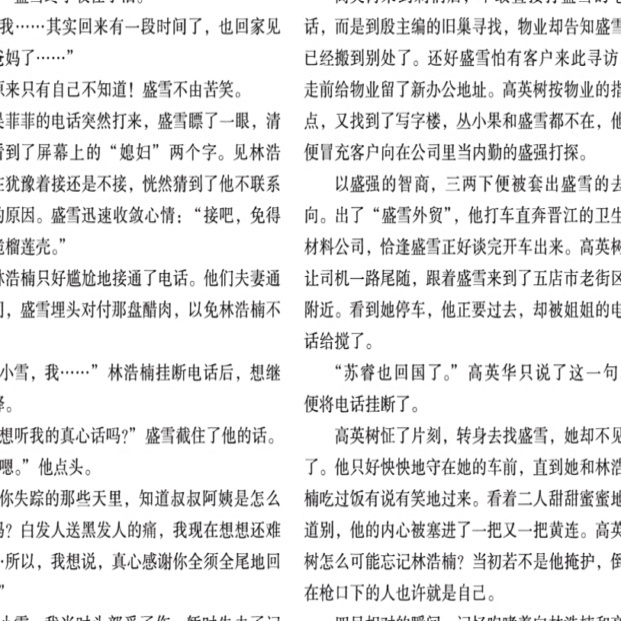 我……其实回来有一段时间了，也回家见
爸妈了……”
原来只有自己不知道！盛雪不由苦笑。
是菲菲的电话突然打来，盛雪瞟了一眼，清
看到了屏幕上的“媳妇”两个字。见林浩
在犹豫着接还是不接，恍然猜到了他不联系
的原因。盛雪迅速收敛心情：“接吧，免得
跪榴莲壳。”
林浩楠只好尴尬地接通了电话。他们夫妻通
间，盛雪埋头对付那盘醋肉，以免林浩楠不
小雪，我……”林浩楠挂断电话后，想继
释。
想听我的真心话吗？”盛雪截住了他的话。
嗯。”他点头。
你失踪的那些天里，知道叔叔阿姨是怎么
吗？白发人送黑发人的痛，我现在想想还难
…所以，我想说，真心感谢你全须全尾地回
”
话，而是到殷主编的旧巢寻找，物业却告知盛雪
已经搬到别处了。还好盛雪怕有客户来此寻访，
走前给物业留了新办公地址。高英树按物业的指
点，又找到了写字楼，丛小果和盛雪都不在，他
便冒充客户向在公司里当内勤的盛强打探。
以盛强的智商，三两下便被套出盛雪的去
向。出了“盛雪外贸”，他打车直奔晋江的卫生
材料公司，恰逢盛雪正好谈完开车出来。高英树
让司机一路尾随，跟着盛雪来到了五店市老街区
附近。看到她停车，他正要过去，却被姐姐的电
话给搅了。
“苏睿也回国了。”高英华只说了这一句，
便将电话挂断了。
高英树怔了片刻，转身去找盛雪，她却不见
了。他只好怏怏地守在她的车前，直到她和林浩
楠吃过饭有说有笑地过来。看着二人甜甜蜜蜜地
道别，他的内心被塞进了一把又一把黄连。高英
树怎么可能忘记林浩楠？当初若不是他掩护，倒
在枪口下的人也许就是自己。